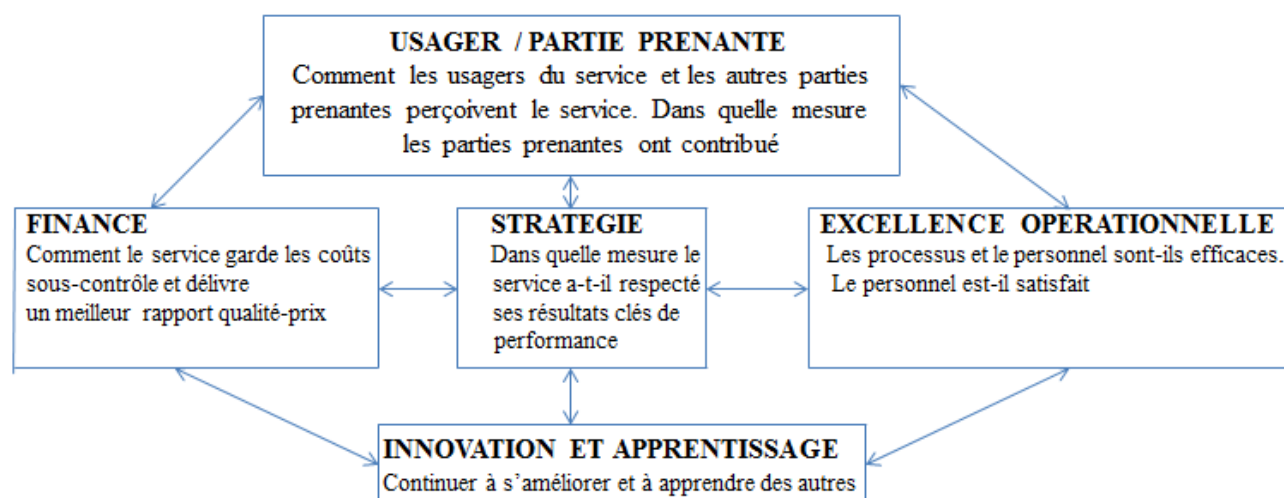 USAGER / PARTIE PRENANTE
Comment les usagers du service et les autres parties
prenantes perçoivent le service. Dans quelle mesure
les parties prenantes ont contribué
FINANCE
Comment le service garde les coûts
sous-contrôle et délivre
un meilleur rapport qualité-prix
STRATEGIE
Dans quelle mesure le
service a-t-il respecté
ses résultats clés de
performance
EXCELLENCE OPERATIONNELLE
Les processus et le personnel sont-ils efficaces.
Le personnel est-il satisfait
INNOVATION ET APPRENTISSAGE
Continuer à s’améliorer et à apprendre des autres